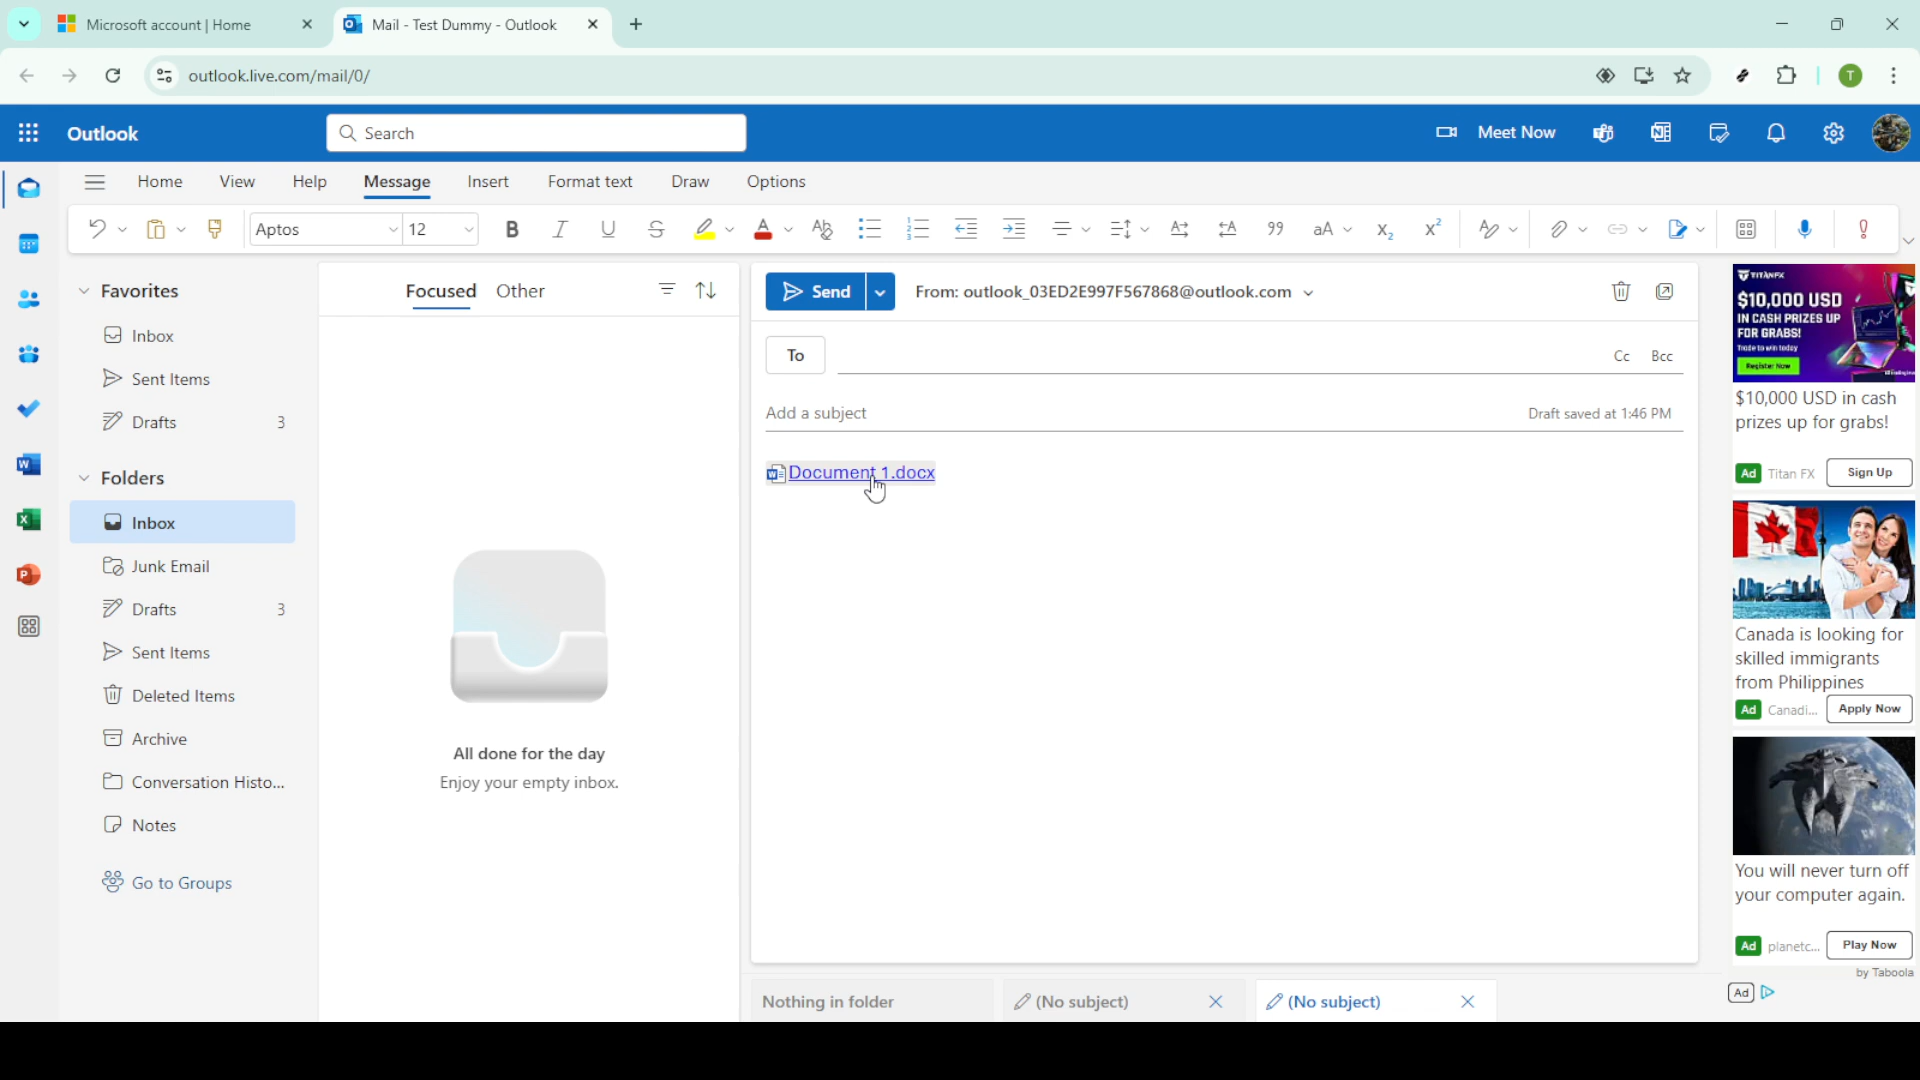 Microsoft account | Home
Mail - Test Dummy - Outlook
outlook.live.com/mail/0/
T
Outlook
Search
Meet Now
Home View Help Message Insert Format text Draw Options
Aptos 12
Favorites
Inbox
Sent Items
Drafts 3
Folders
Inbox
Junk Email
Drafts 3
Sent Items
Deleted Items
Archive
Conversation Histo...
Notes
Go to Groups
Focused Other
All done for the day
Enjoy your empty inbox.
Send From: outlook_03ED2E997F567868@outlook.com
To Cc Bcc
Add a subject Draft saved at 1:46 PM
Document 1.docx
Nothing in folder
(No subject)
(No subject)
TITANFX
$10,000 USD
IN CASH PRIZES UP
FOR GRABS!
Trade to win today
Register Now
$10,000 USD in cash
prizes up for grabs!
Ad Titan FX Sign Up
Canada is looking for
skilled immigrants
from Philippines
Ad Canadi... Apply Now
You will never turn off
your computer again.
Ad planetc... Play Now
by Taboola
Ad